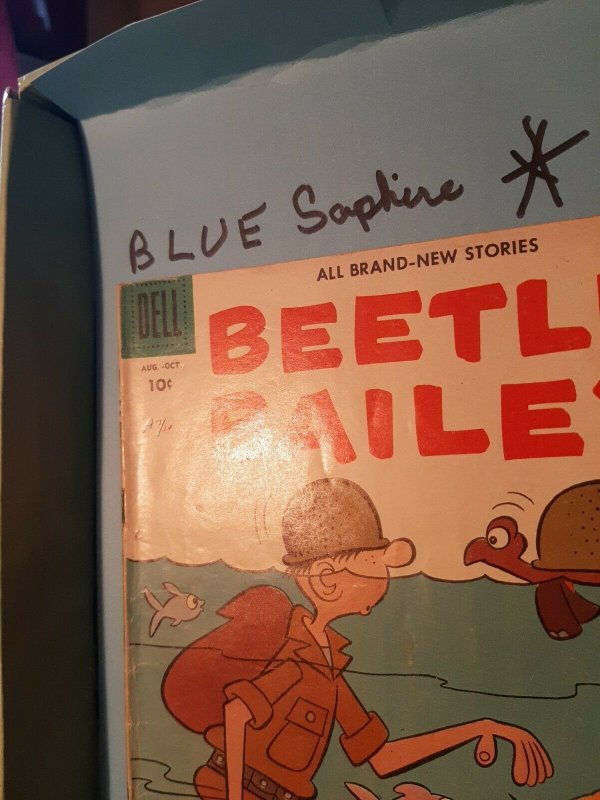 BLUE Saphire
ALL BRAND-NEW STORIES
DELL
BEETL
AUG.-OCT.
10¢
BAILE